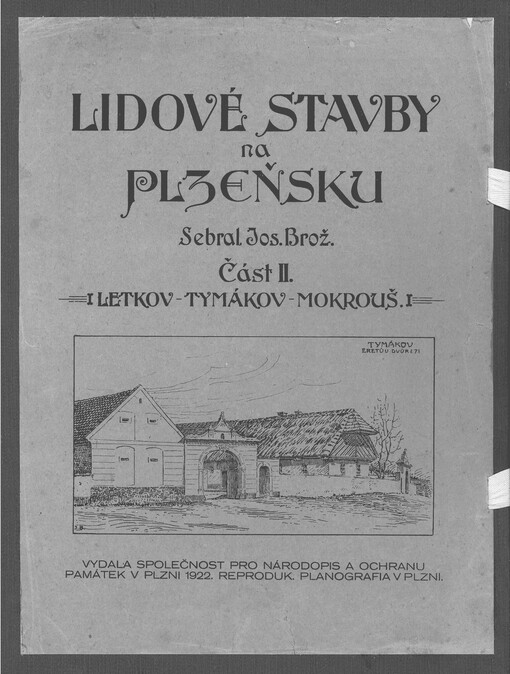 LIDOVÉ STAVBY
na
PLZEŇSKU
Sebral Jos. Brož.
Část II.
LETKOV - TYMÁKOV - MOKROUŠ.
TYMÁKOV
VYDALA SPOLEČNOST PRO NÁRODOPIS A OCHRANU
PAMÁTEK V PLZNI 1922. REPRODUK. PLANOGRAFIA V PLZNI.